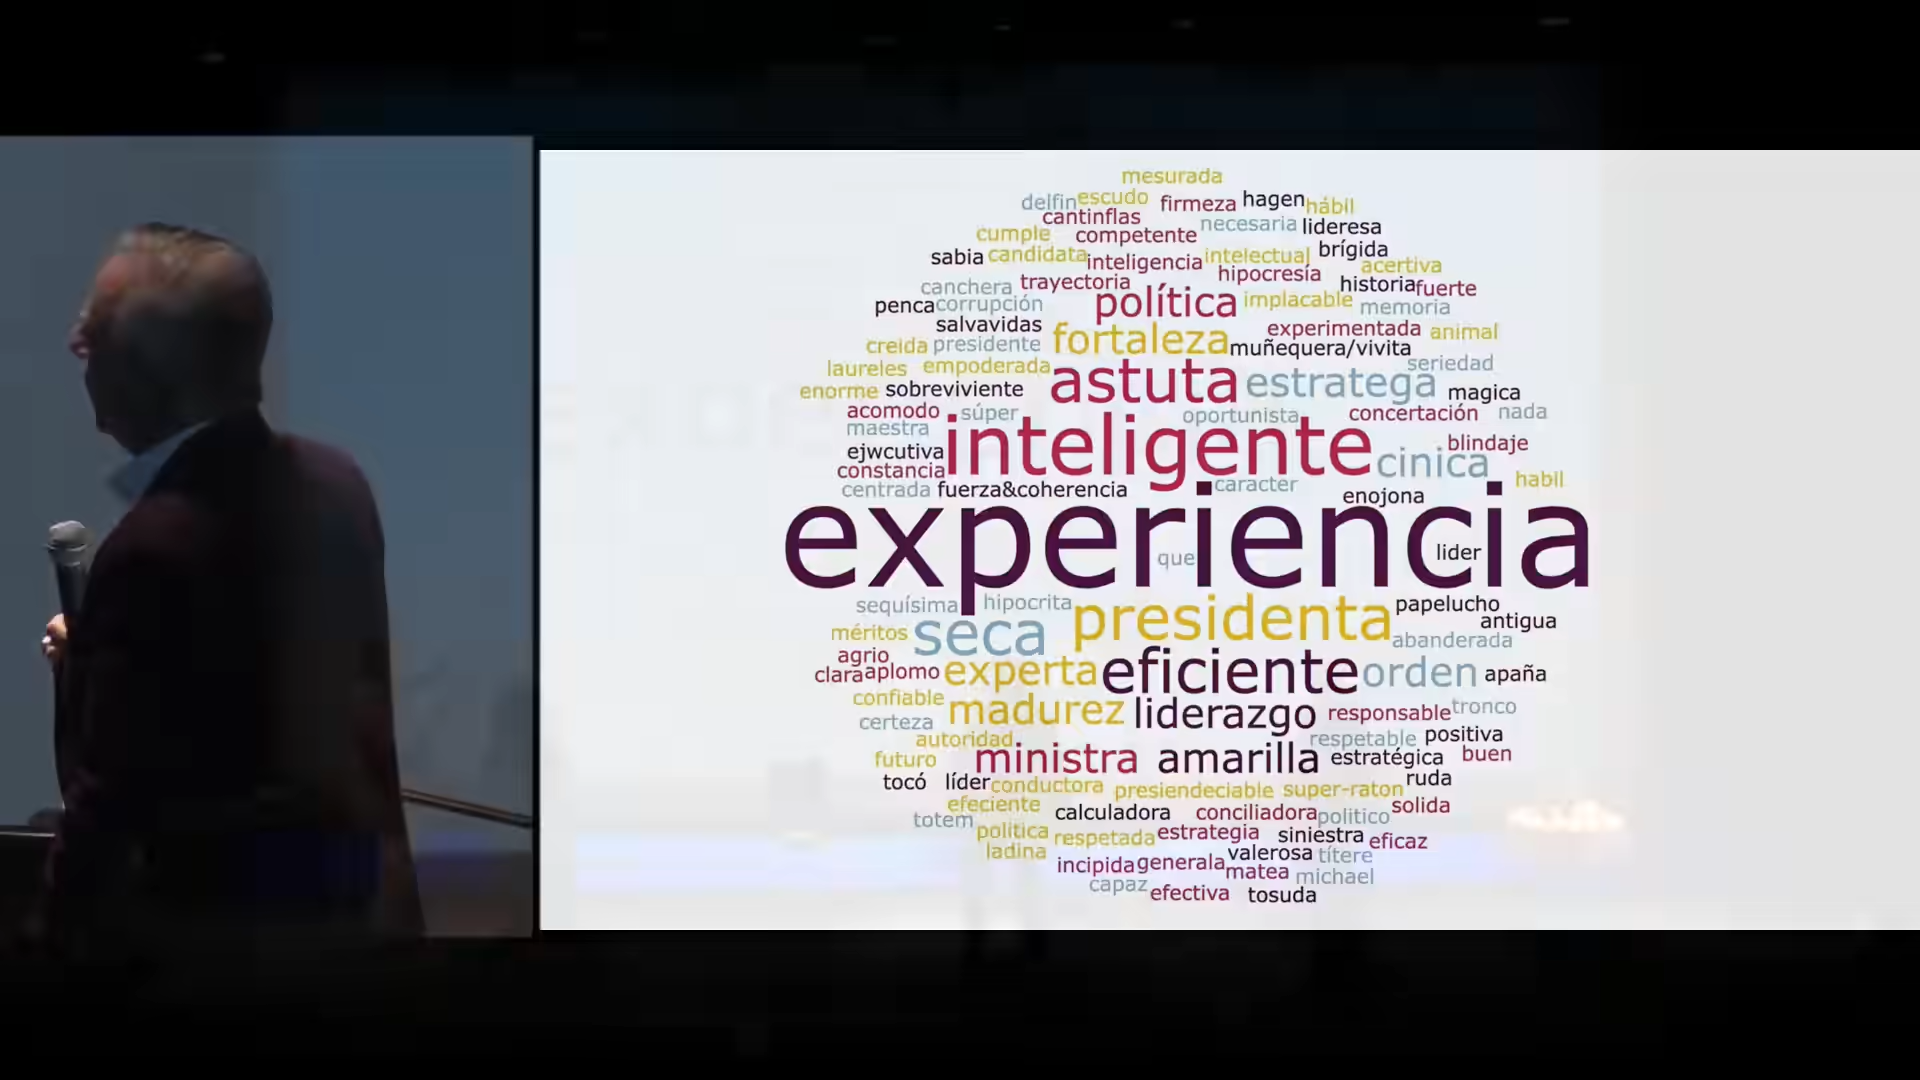 mesurada
delfin escudo firmeza hagen hábil
cantinflas necesaria lideresa
cumple competente brígida
sabia candidata inteligencia intelectual acertiva
trayectoria hipocresía historia fuerte
canchera política implacable memoria
penca corrupción
salvavidas fortaleza experimentada animal
creida presidente muñequera/vivita
laureles empoderada astuta estratega seriedad
enorme sobreviviente magica
acomodo súper oportunista concertación nada
maestra inteligente blindaje
ejwcutiva cinica
constancia habil
centrada fuerza&coherencia caracter enojona
experiencia
que lider
sequísima hipocrita presidenta papelucho
méritos seca antigua
abanderada
agrio experta eficiente orden apaña
clara aplomo
confiable madurez liderazgo responsable tronco
certeza respetable positiva
autoridad ministra amarilla estratégica buen
futuro
tocó líder conductora presiendeciable super-raton ruda
efeciente calculadora conciliadora politico solida
totem
politica respetada estrategia siniestra eficaz
ladina valerosa títere
incipida generala matea michael
capaz efectiva tosuda